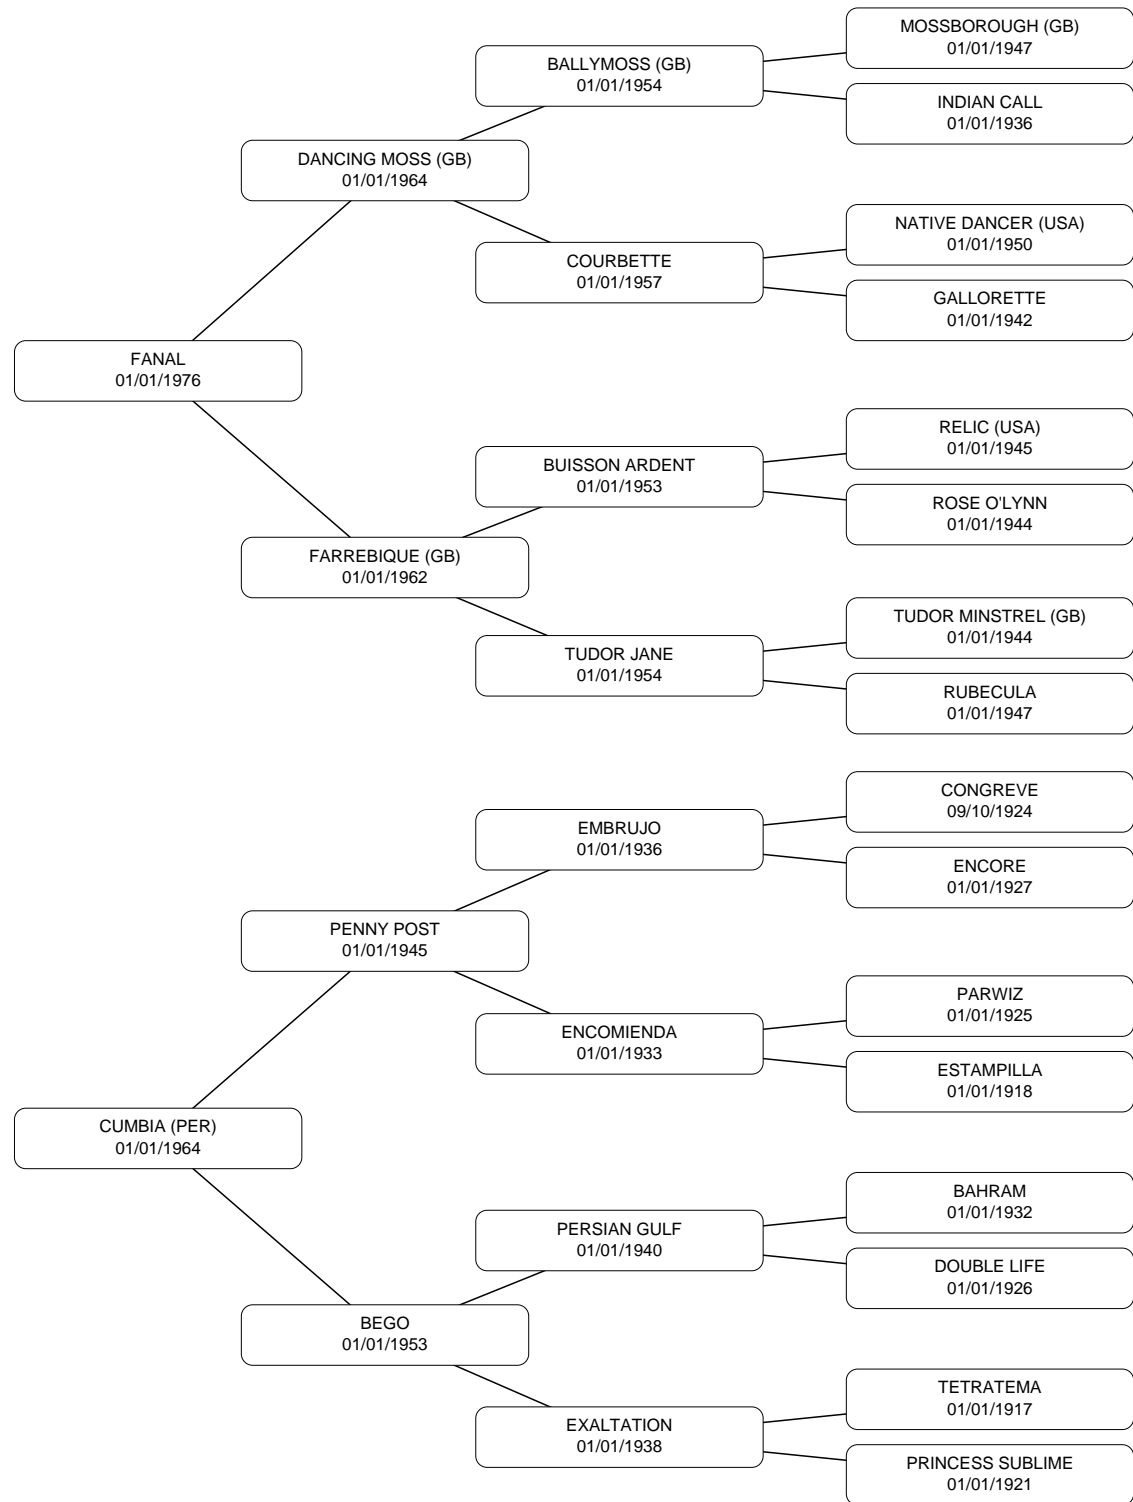 MOSSBOROUGH (GB)
01/01/1947
BALLYMOSS (GB)
01/01/1954
INDIAN CALL
01/01/1936
DANCING MOSS (GB)
01/01/1964
NATIVE DANCER (USA)
01/01/1950
COURBETTE
01/01/1957
GALLORETTE
01/01/1942
FANAL
01/01/1976
RELIC (USA)
01/01/1945
BUISSON ARDENT
01/01/1953
ROSE O'LYNN
01/01/1944
FARREBIQUE (GB)
01/01/1962
TUDOR MINSTREL (GB)
01/01/1944
TUDOR JANE
01/01/1954
RUBECULA
01/01/1947
CONGREVE
09/10/1924
EMBRUJO
01/01/1936
ENCORE
01/01/1927
PENNY POST
01/01/1945
PARWIZ
01/01/1925
ENCOMIENDA
01/01/1933
ESTAMPILLA
01/01/1918
CUMBIA (PER)
01/01/1964
BAHRAM
01/01/1932
PERSIAN GULF
01/01/1940
DOUBLE LIFE
01/01/1926
BEGO
01/01/1953
TETRATEMA
01/01/1917
EXALTATION
01/01/1938
PRINCESS SUBLIME
01/01/1921